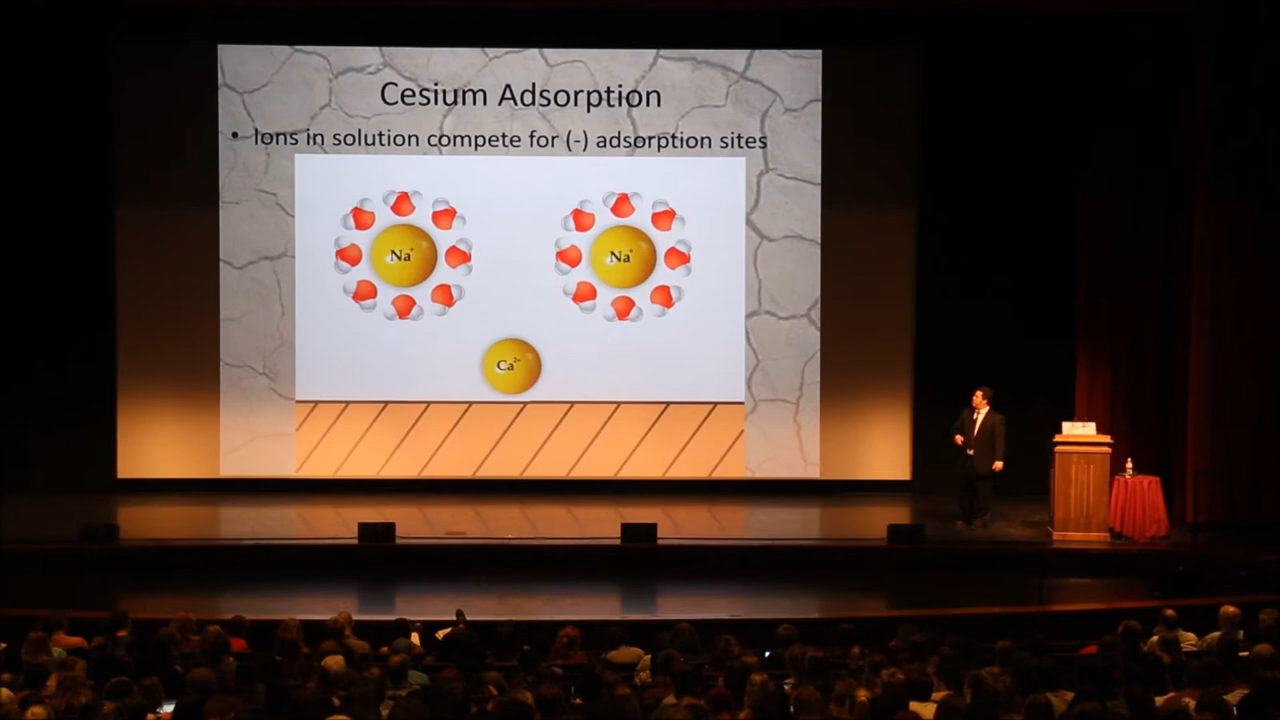 Cesium Adsorption
• Ions in solution compete for (-) adsorption sites
Na⁺ Na⁺
Ca²⁺